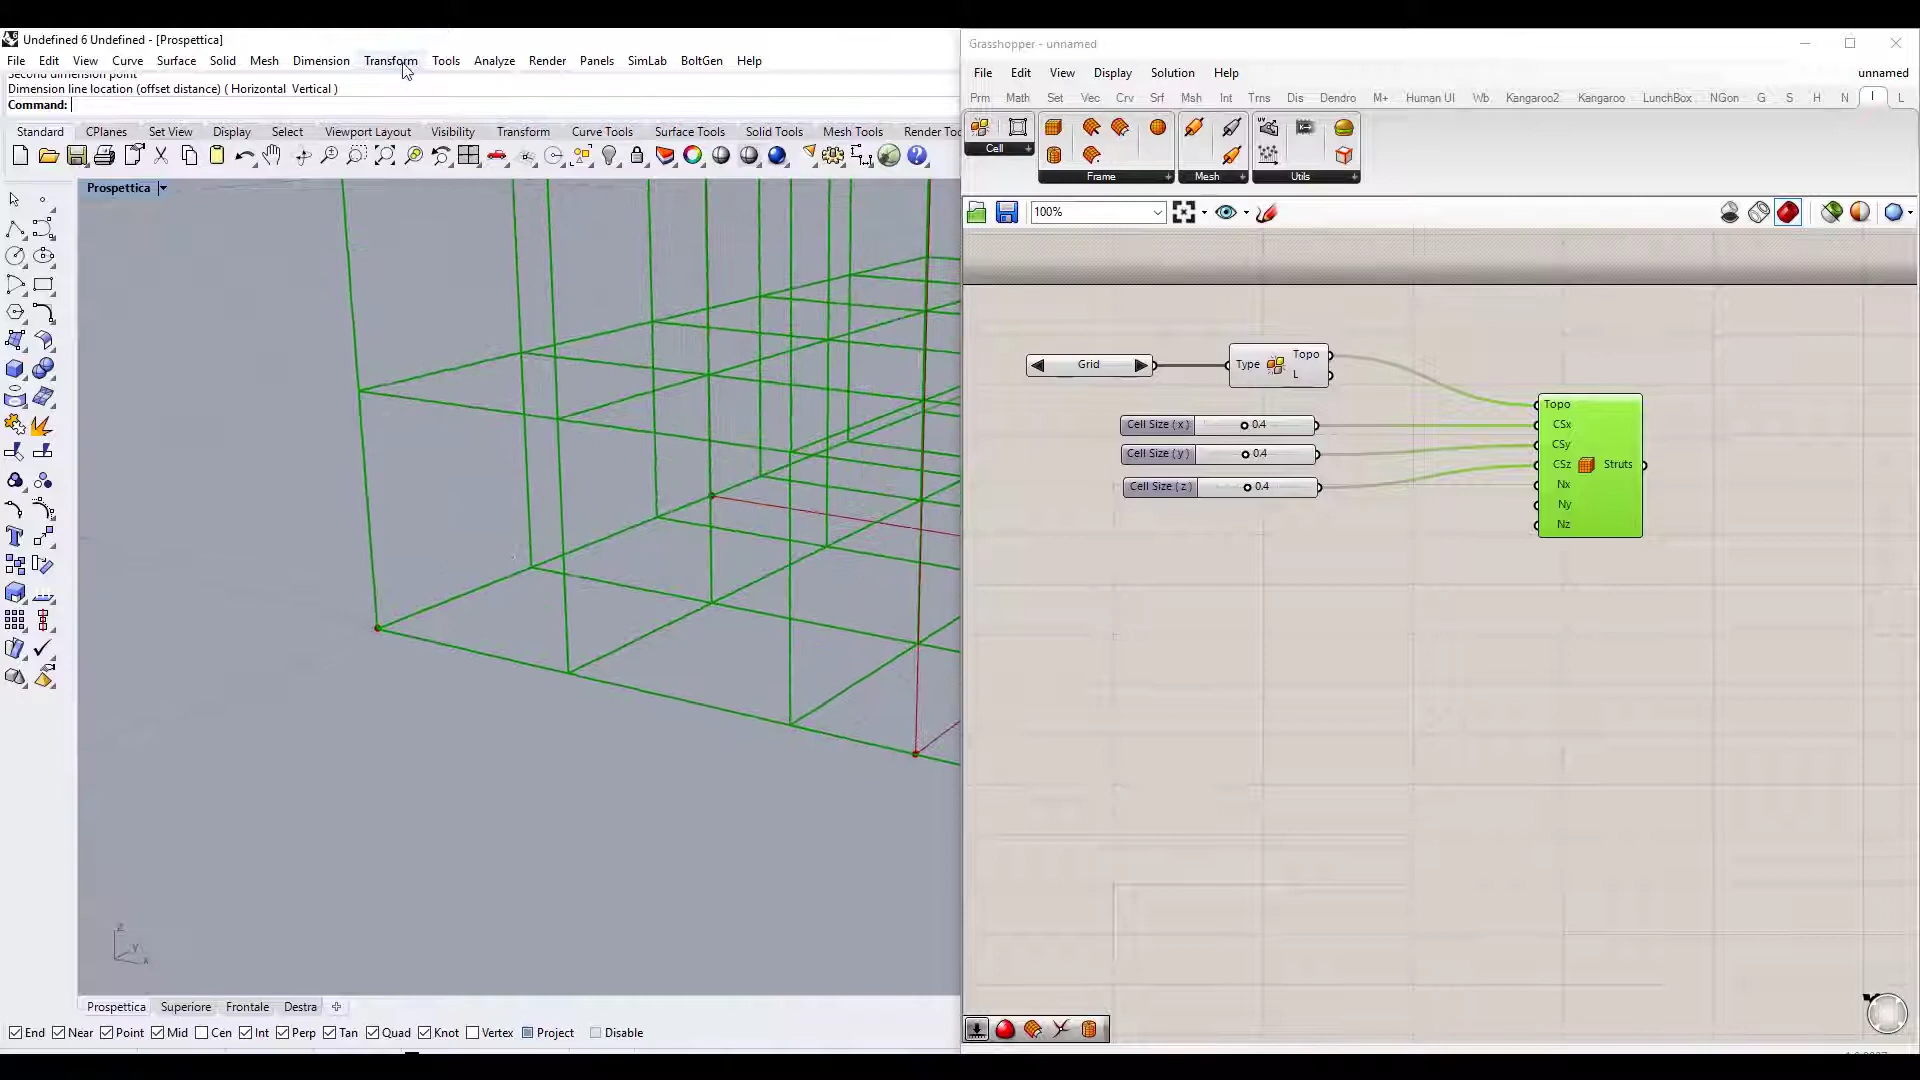 Undefined 6 Undefined - [Prospettica]
File Edit View Curve Surface Solid Mesh Dimension Transform Tools Analyze Render Panels SimLab BoltGen Help
Second dimension point
Dimension line location (offset distance) ( Horizontal Vertical )
Command:
Standard CPlanes Set View Display Select Viewport Layout Visibility Transform Curve Tools Surface Tools Solid Tools Mesh Tools Render Too
Prospettica
z
y
x
Prospettica Superiore Frontale Destra
End Near Point Mid Cen Int Perp Tan Quad Knot Vertex Project Disable
Grasshopper - unnamed
File Edit View Display Solution Help unnamed
Prm Math Set Vec Crv Srf Msh Int Trns Dis Dendro M+ Human UI Wb Kangaroo2 Kangaroo LunchBox NGon G S H N I L
Cell Frame Mesh Utils
100%
Grid
Type Topo
L
Cell Size ( x ) 0.4
Cell Size ( y ) 0.4
Cell Size ( z ) 0.4
Topo
CSx
CSy
CSz Struts
Nx
Ny
Nz